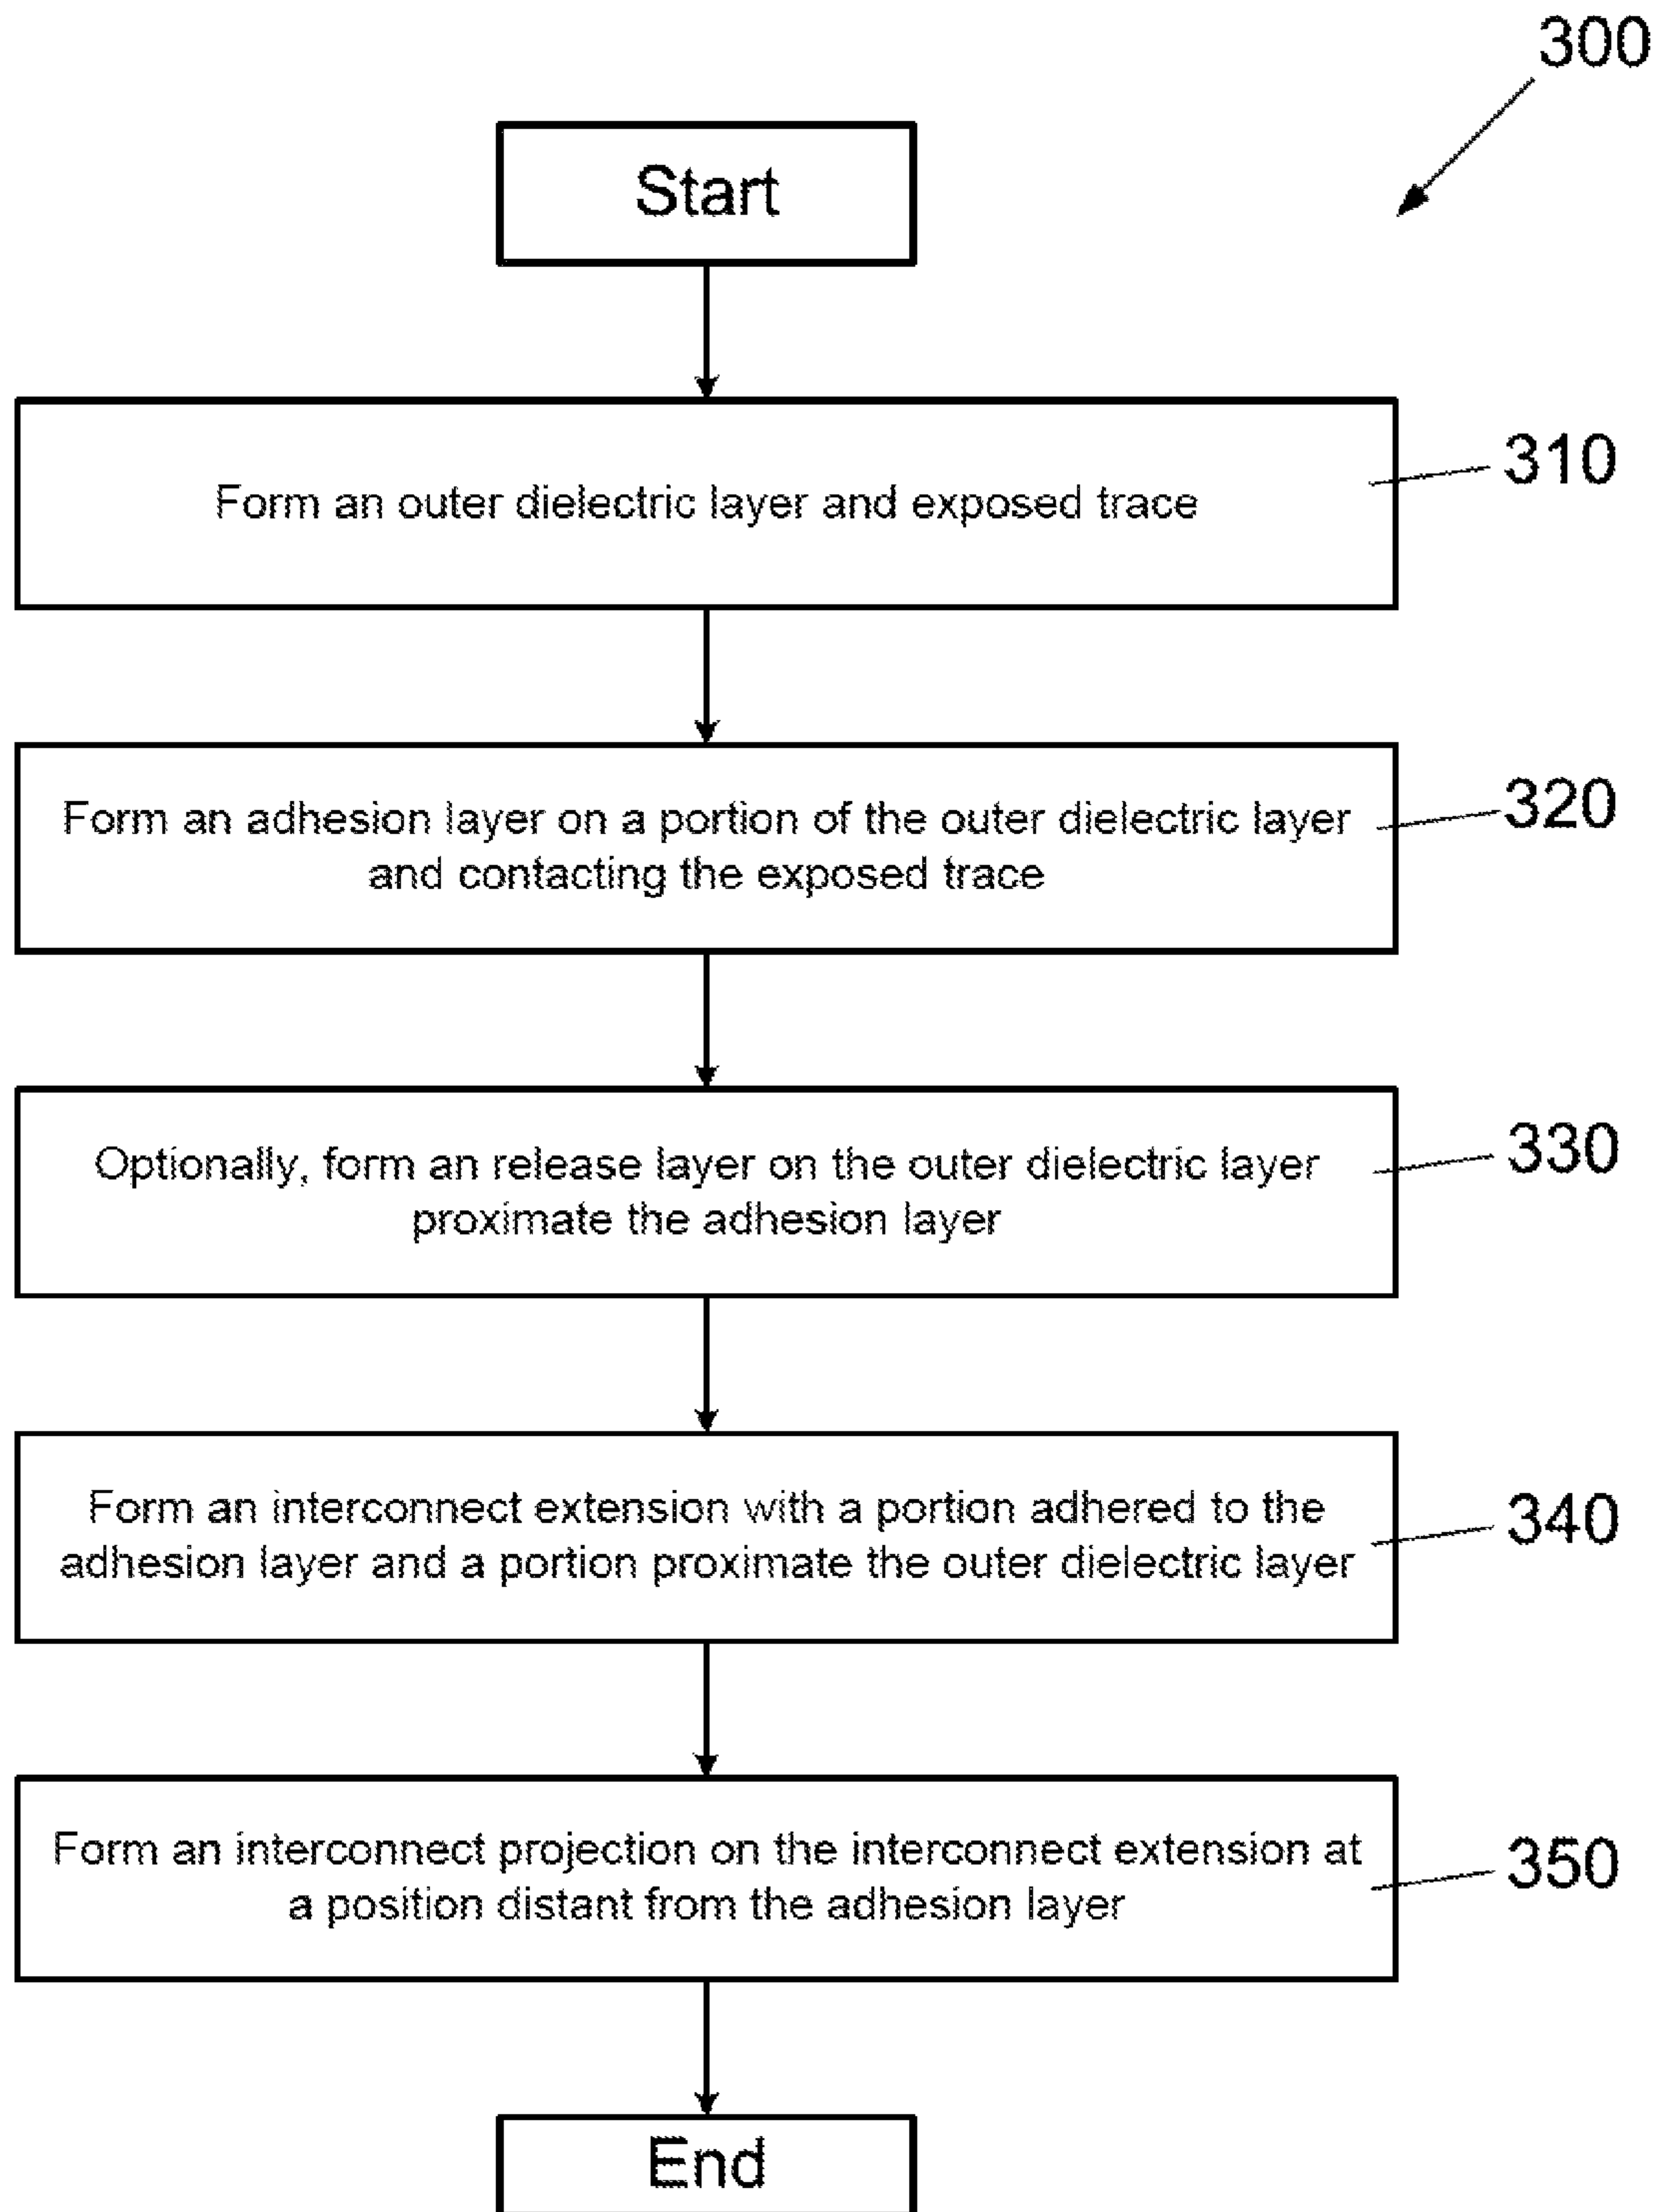 300
Start
Form an outer dielectric layer and exposed trace
310
Form an adhesion layer on a portion of the outer dielectric layer
and contacting the exposed trace
320
Optionally, form an release layer on the outer dielectric layer
proximate the adhesion layer
330
Form an interconnect extension with a portion adhered to the
adhesion layer and a portion proximate the outer dielectric layer
340
Form an interconnect projection on the interconnect extension at
a position distant from the adhesion layer
350
End